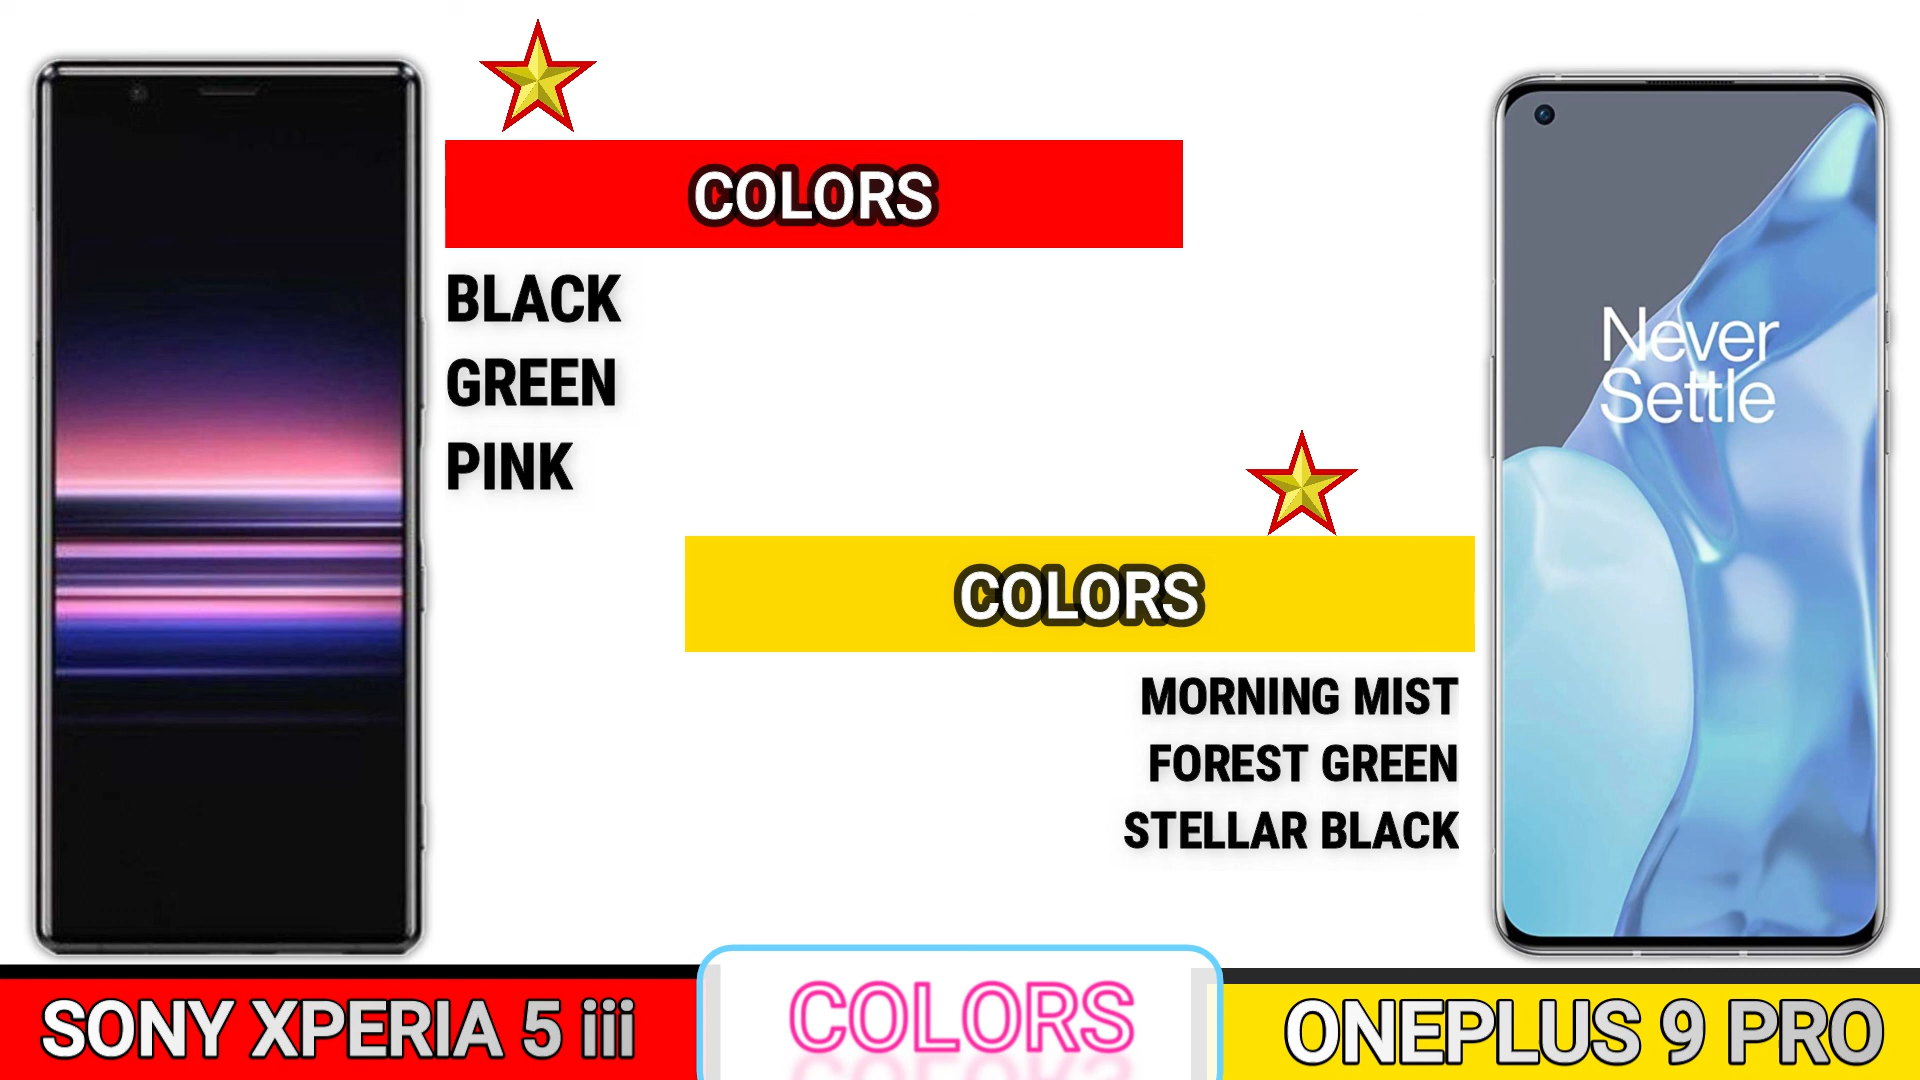 COLORS
BLACK
GREEN
PINK
Never
Settle
COLORS
MORNING MIST
FOREST GREEN
STELLAR BLACK
SONY XPERIA 5 iii
COLORS
ONEPLUS 9 PRO